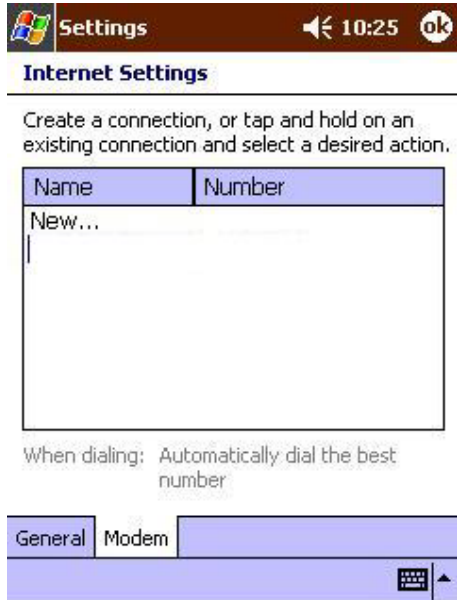 Settings 10:25 ok
Internet Settings
Create a connection, or tap and hold on an
existing connection and select a desired action.
Name Number
New...
When dialing: Automatically dial the best
number
General Modem